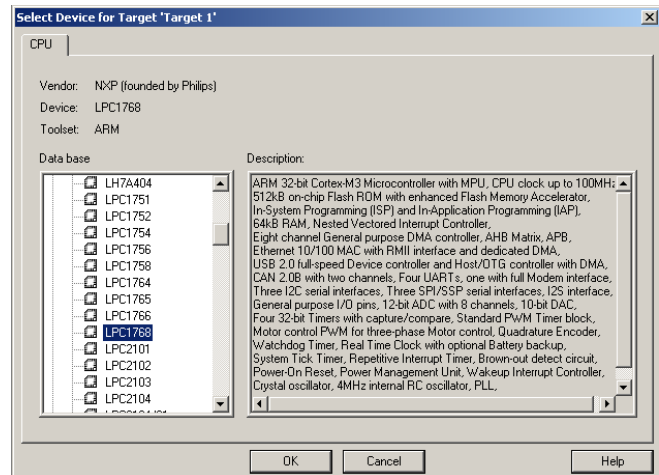 Select Device for Target 'Target 1'
CPU
Vendor: NXP (founded by Philips)
Device: LPC1768
Toolset: ARM
Data base
Description:
LH7A404
LPC1751
LPC1752
LPC1754
LPC1756
LPC1758
LPC1764
LPC1765
LPC1766
LPC1768
LPC2101
LPC2102
LPC2103
LPC2104
ARM 32-bit Cortex-M3 Microcontroller with MPU, CPU clock up to 100MHz
512kB on-chip Flash ROM with enhanced Flash Memory Accelerator,
In-System Programming (ISP) and In-Application Programming (IAP),
64kB RAM, Nested Vectored Interrupt Controller,
Eight channel General purpose DMA controller, AHB Matrix, APB,
Ethernet 10/100 MAC with RMII interface and dedicated DMA,
USB 2.0 full-speed Device controller and Host/OTG controller with DMA,
CAN 2.0B with two channels, Four UARTs, one with full Modem interface,
Three I2C serial interfaces, Three SPI/SSP serial interfaces, I2S interface,
General purpose I/O pins, 12-bit ADC with 8 channels, 10-bit DAC,
Four 32-bit Timers with capture/compare, Standard PWM Timer block,
Motor control PWM for three-phase Motor control, Quadrature Encoder,
Watchdog Timer, Real Time Clock with optional Battery backup,
System Tick Timer, Repetitive Interrupt Timer, Brown-out detect circuit,
Power-On Reset, Power Management Unit, Wakeup Interrupt Controller,
Crystal oscillator, 4MHz internal RC oscillator, PLL,
OK
Cancel
Help